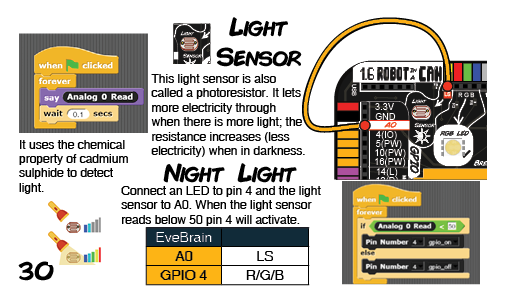 when clicked
forever
say Analog 0 Read
wait 0.1 secs
It uses the chemical
property of cadmium
sulphide to detect
light.
30
LIGHT
SENSOR
This light sensor is also
called a photoresistor. It lets
more electricity through
when there is more light; the
resistance increases (less
electricity) when in darkness.
NIGHT LIGHT
Connect an LED to pin 4 and the light
sensor to A0. When the light sensor
reads below 50 pin 4 will activate.
EveBrain
A0 LS
GPIO 4 R/G/B
1.6 ROBOT
CAN
USB
LS
RGB
3.3V
GND
A0
4(IO)
5(PW)
10(PW)
16(PW)
14(L)
GPIO
LIGHT
SENSOR
RGB LED
when clicked
forever
if Analog 0 Read < 50
Pin Number 4 gpio_on
else
Pin Number 4 gpio_off